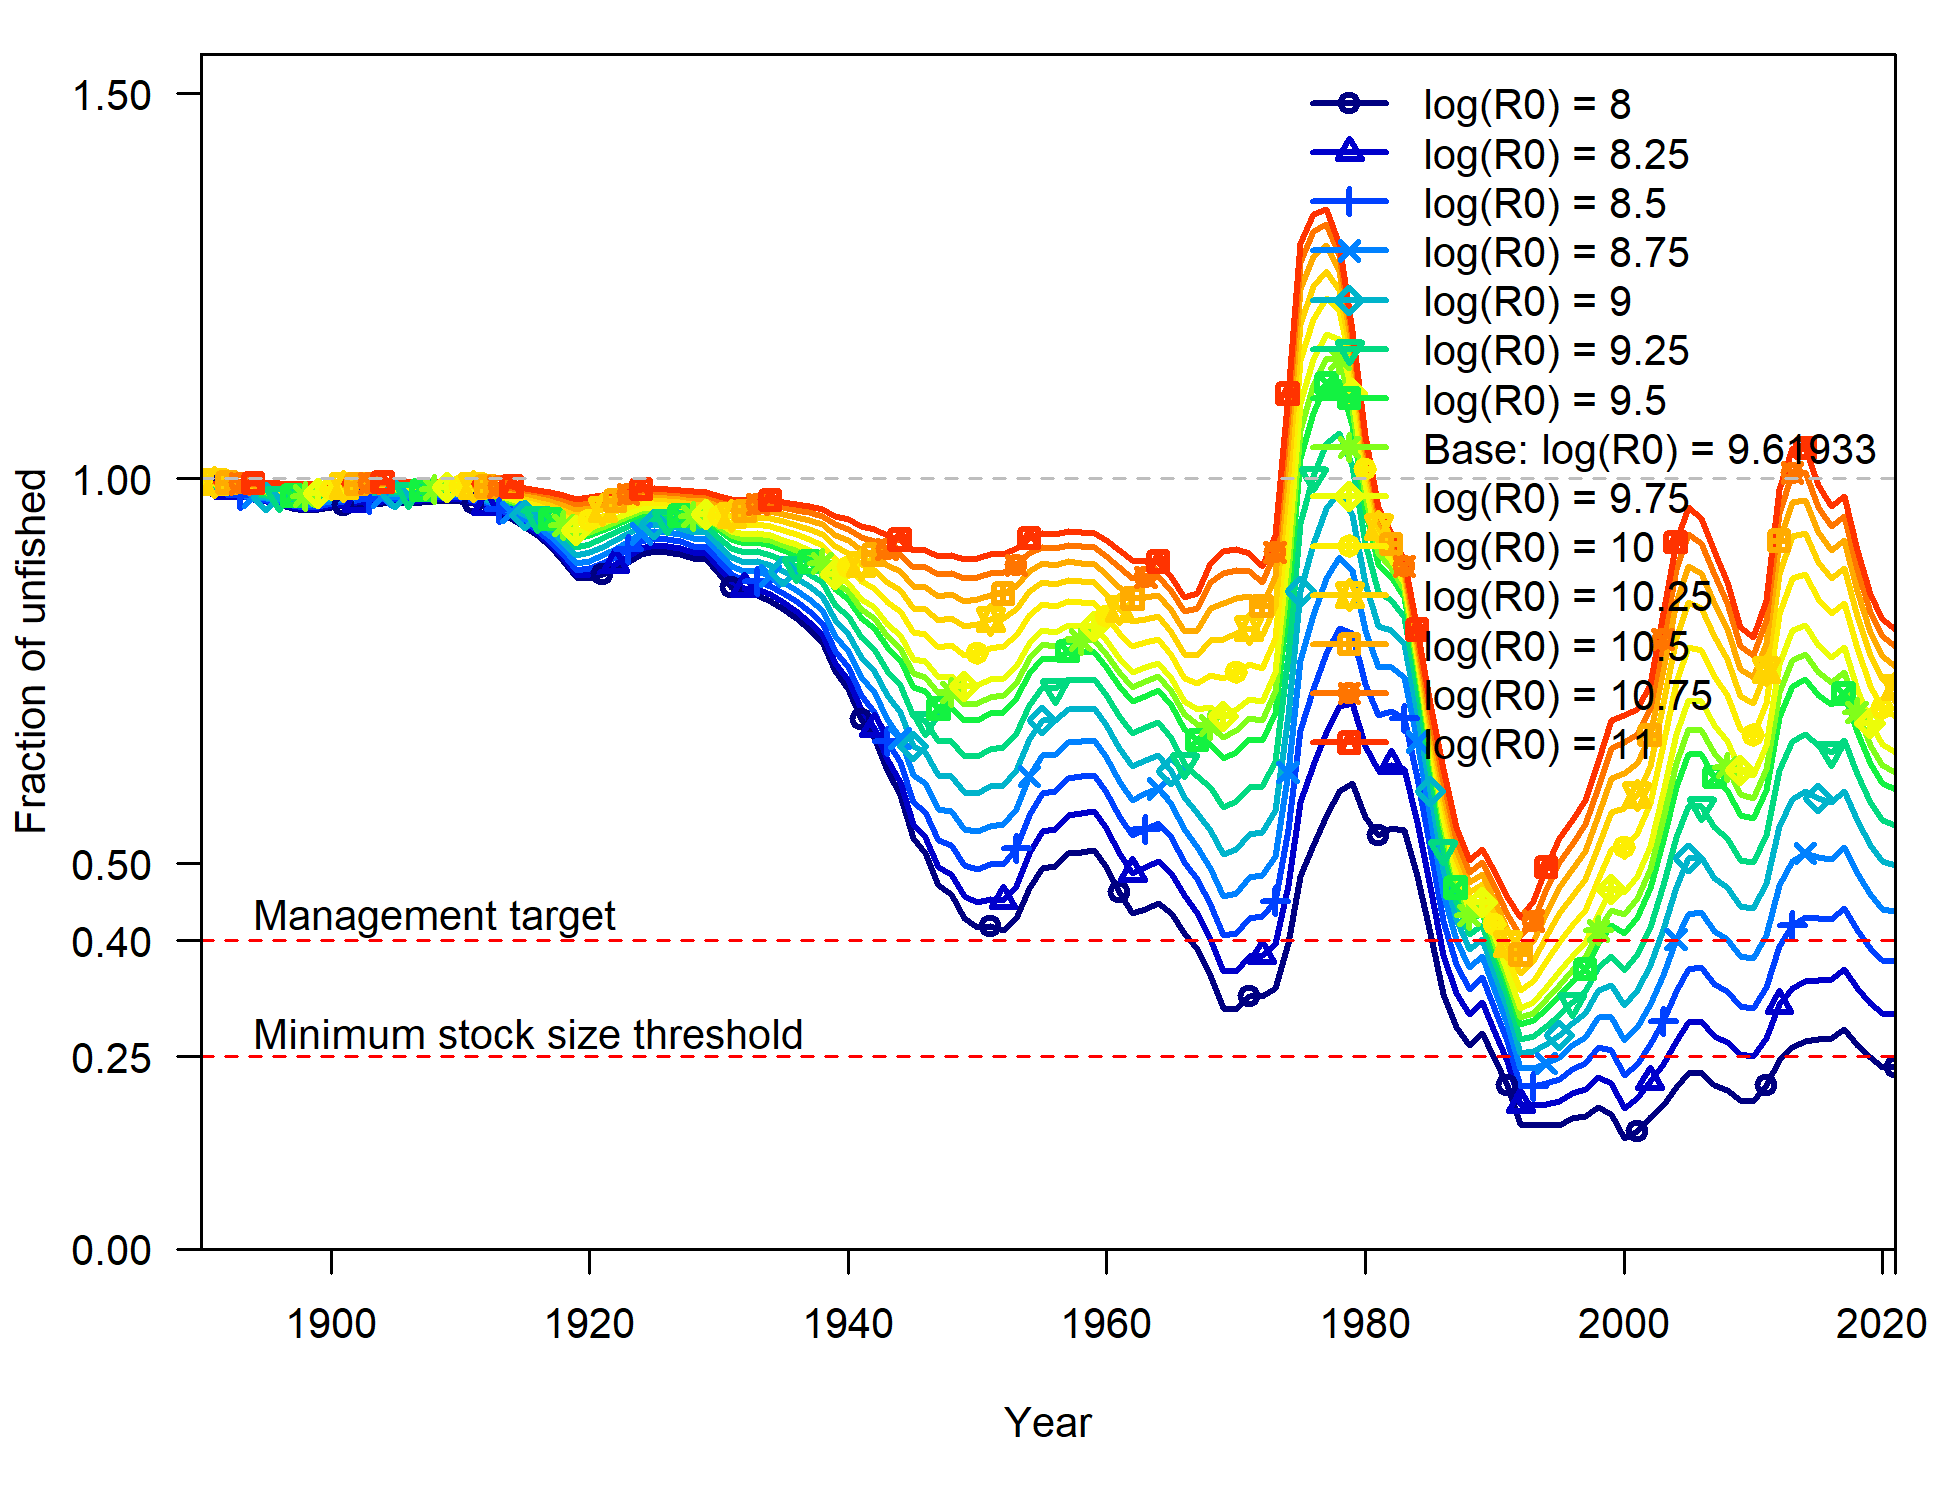 1.50
1.00
0.50
0.40
0.25
0.00
Fraction of unfished
log(R0) = 8
log(R0) = 8.25
log(R0) = 8.5
log(R0) = 8.75
log(R0) = 9
log(R0) = 9.25
log(R0) = 9.5
Base: log(R0) = 9.61933
log(R0) = 9.75
log(R0) = 10
log(R0) = 10.25
log(R0) = 10.5
log(R0) = 10.75
log(R0) = 11
Management target
Minimum stock size threshold
1900 1920 1940 1960 1980 2000 2020
Year